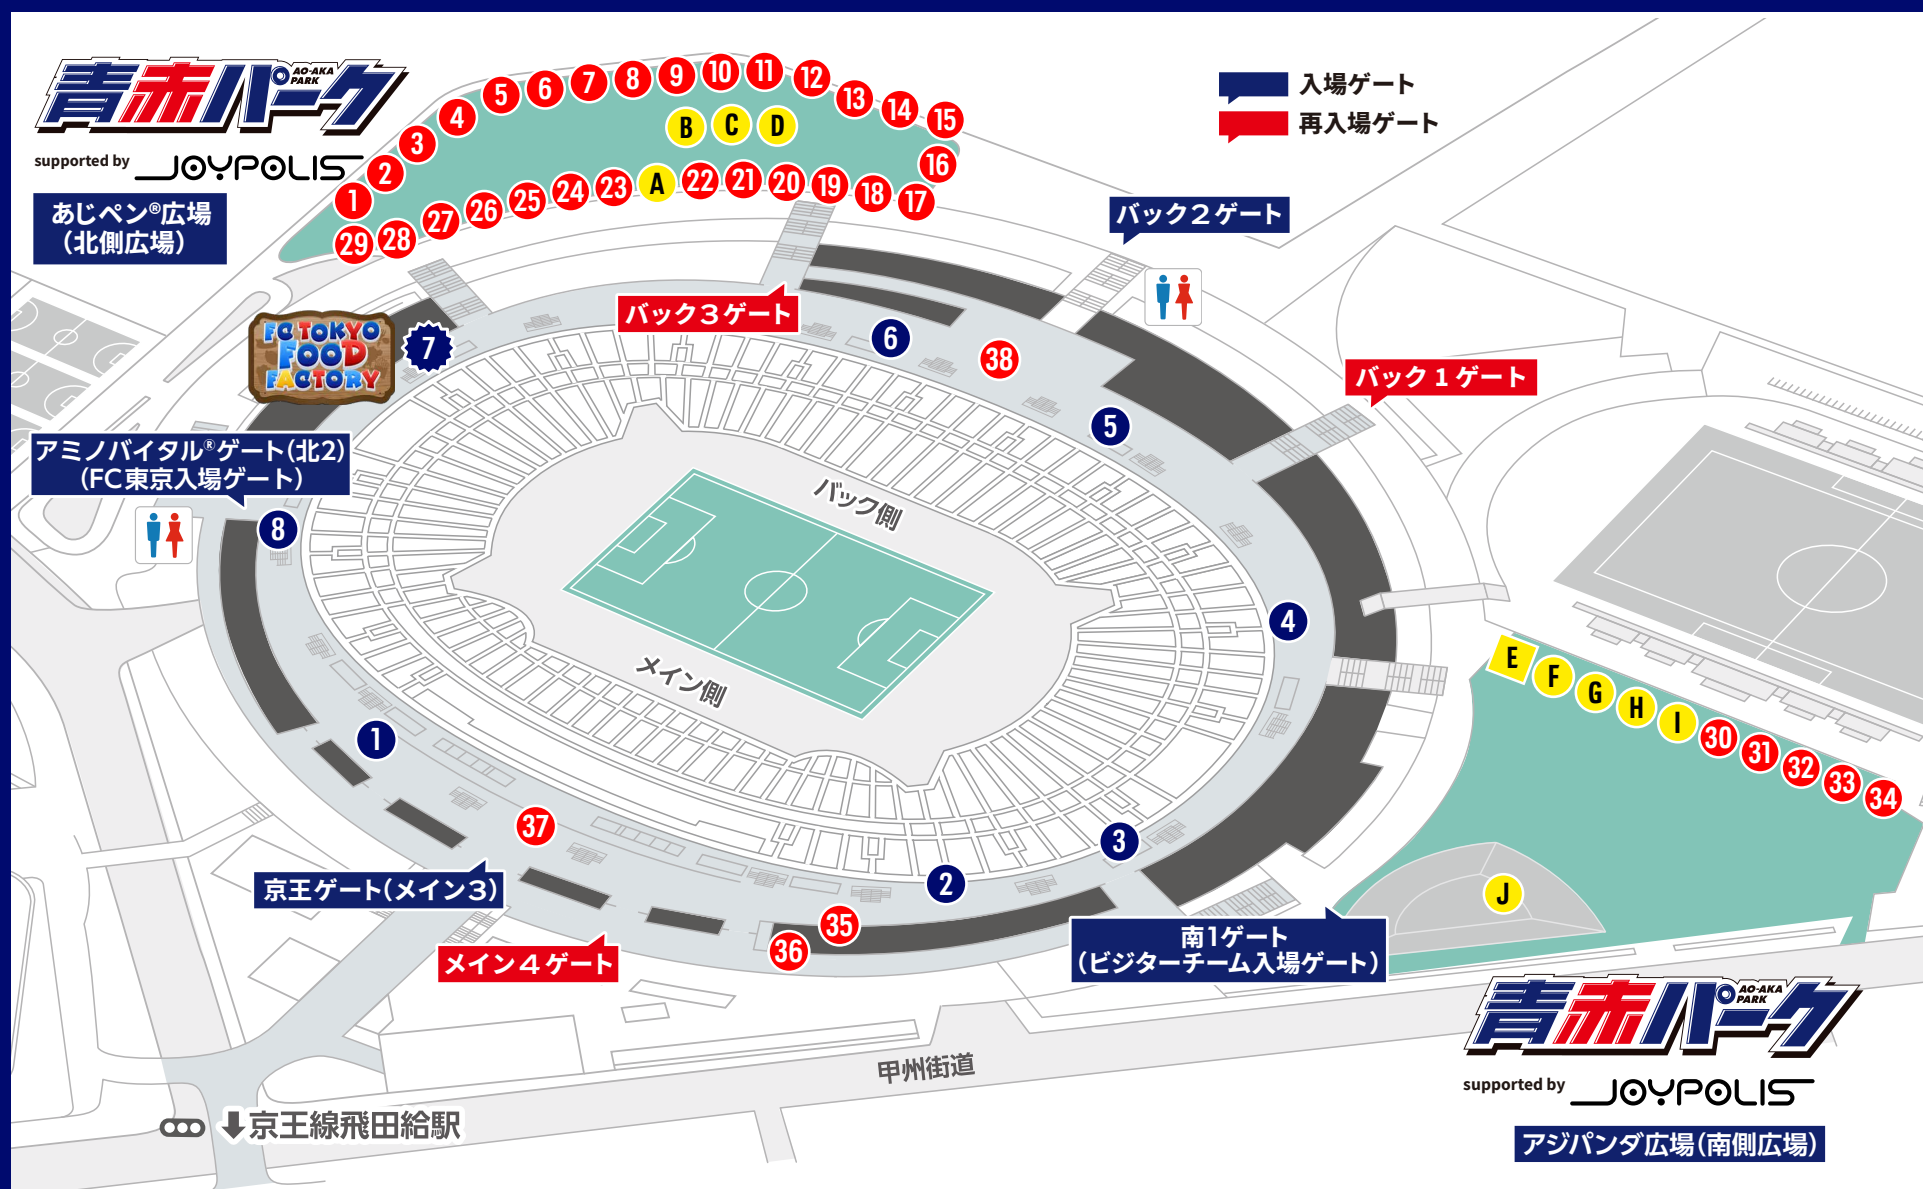 青赤パーク
AO-AKA
PARK
supported by JOYPOLIS
あじペン®広場
（北側広場）
入場ゲート
再入場ゲート
1
2
3
4
5
6
7
8
9
10
11
12
13
14
15
16
17
18
19
20
21
22
A
23
24
25
26
27
28
29
B
C
D
バック2ゲート
バック3ゲート
バック1ゲート
FC TOKYO
FOOD
FACTORY
7
6
38
5
アミノバイタル®ゲート(北2)
(FC東京入場ゲート)
8
バック側
メイン側
4
1
37
3
2
35
36
京王ゲート(メイン3)
メイン4ゲート
南1ゲート
(ビジターチーム入場ゲート)
E
F
G
H
I
30
31
32
33
34
J
甲州街道
↓京王線飛田給駅
青赤パーク
AO-AKA
PARK
supported by JOYPOLIS
アジパンダ広場(南側広場)